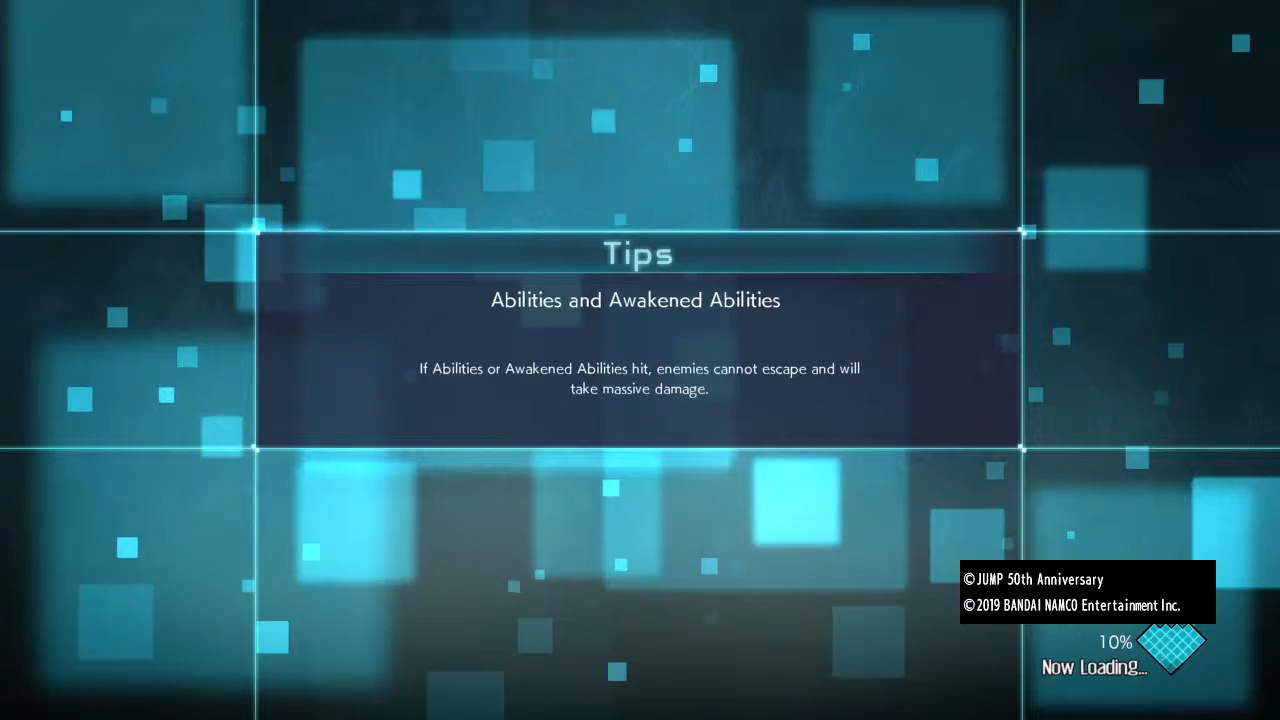 Tips
Abilities and Awakened Abilities
If Abilities or Awakened Abilities hit, enemies cannot escape and will
take massive damage.
©JUMP 50th Anniversary
©2019 BANDAI NAMCO Entertainment Inc.
10%
Now Loading...